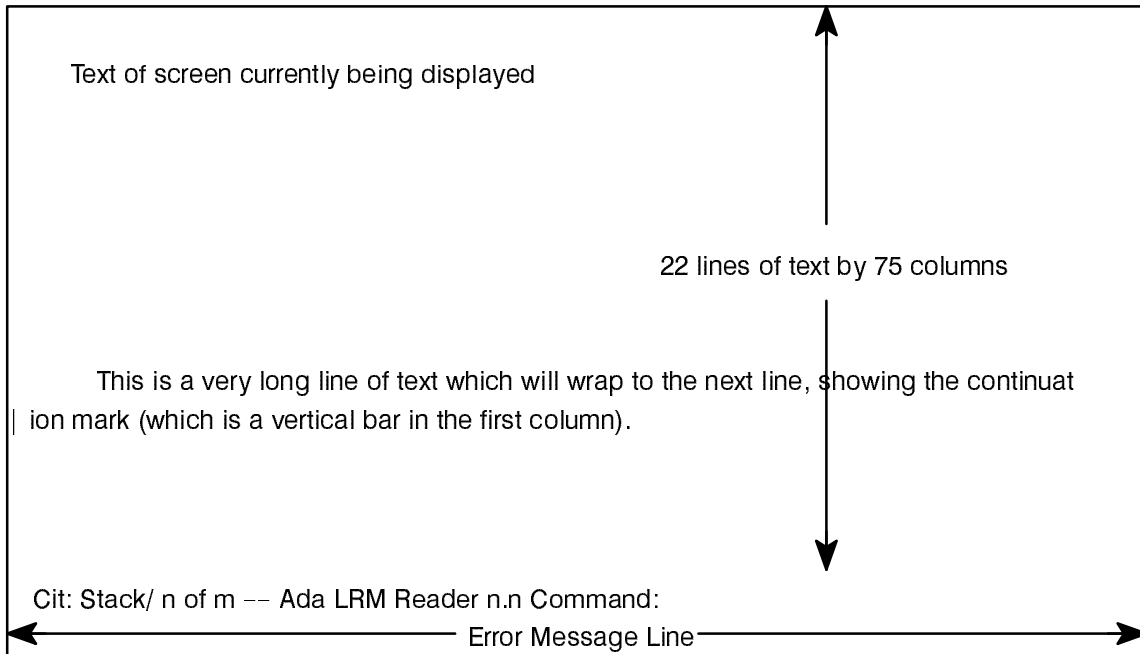 Text of screen currently being displayed
22 lines of text by 75 columns
This is a very long line of text which will wrap to the next line, showing the continuat
| ion mark (which is a vertical bar in the first column).
Cit: Stack/ n of m -- Ada LRM Reader n.n Command:
Error Message Line